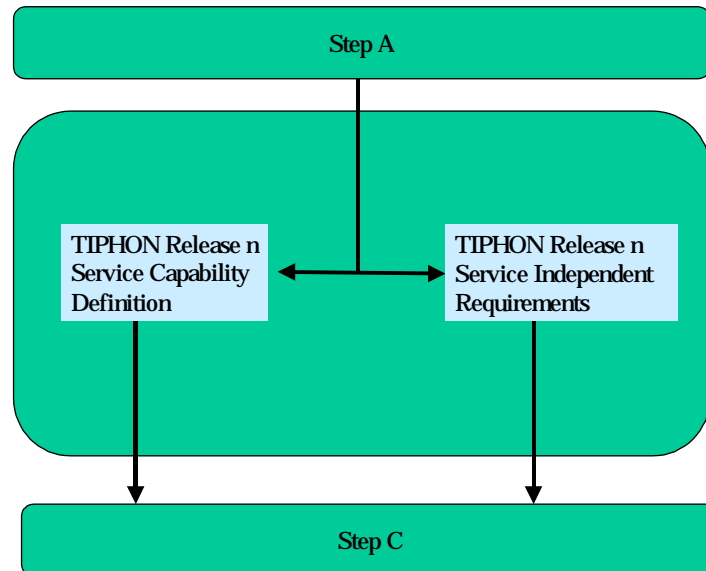 Step A
TIPHON Release n
Service Capability
Definition
TIPHON Release n
Service Independent
Requirements
Step C